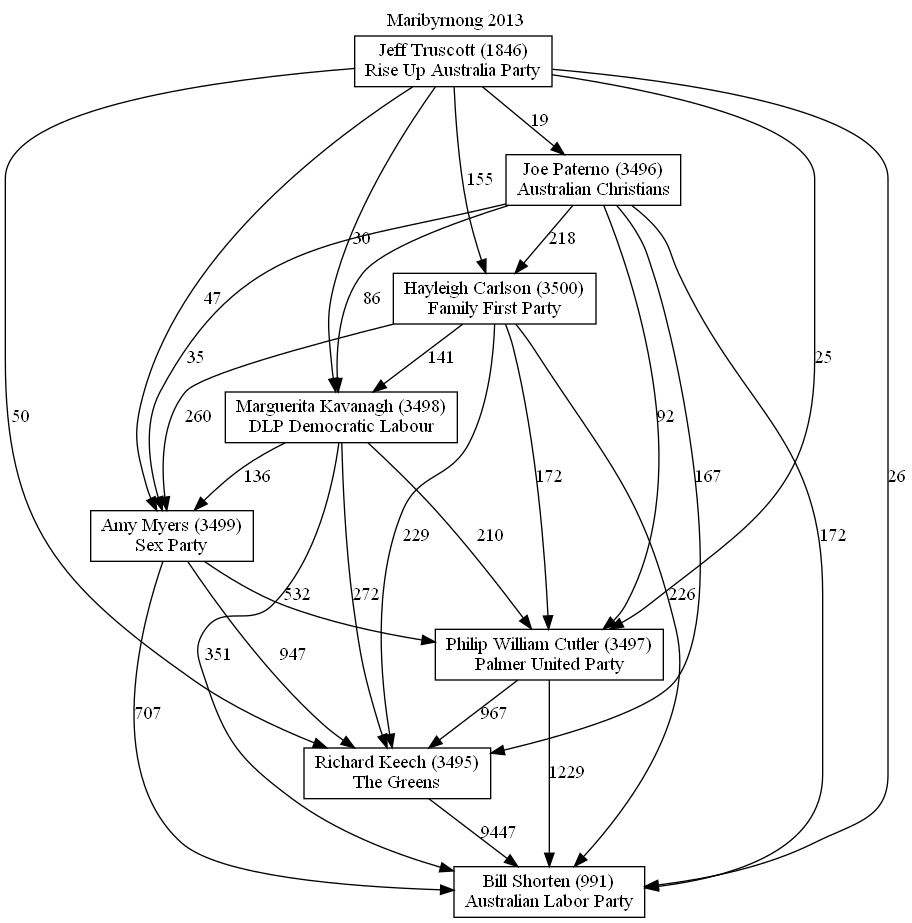 Maribyrnong 2013
Jeff Truscott (1846)
Rise Up Australia Party
19
Joe Paterno (3496)
Australian Christians
155
30
218
Hayleigh Carlson (3500)
Family First Party
47
86
35
141
25
50
260
92
Marguerita Kavanagh (3498)
DLP Democratic Labour
136
172
167
26
Amy Myers (3499)
Sex Party
229
210
172
532
272
226
Philip William Cutler (3497)
Palmer United Party
351
947
707
967
Richard Keech (3495)
The Greens
1229
9447
Bill Shorten (991)
Australian Labor Party